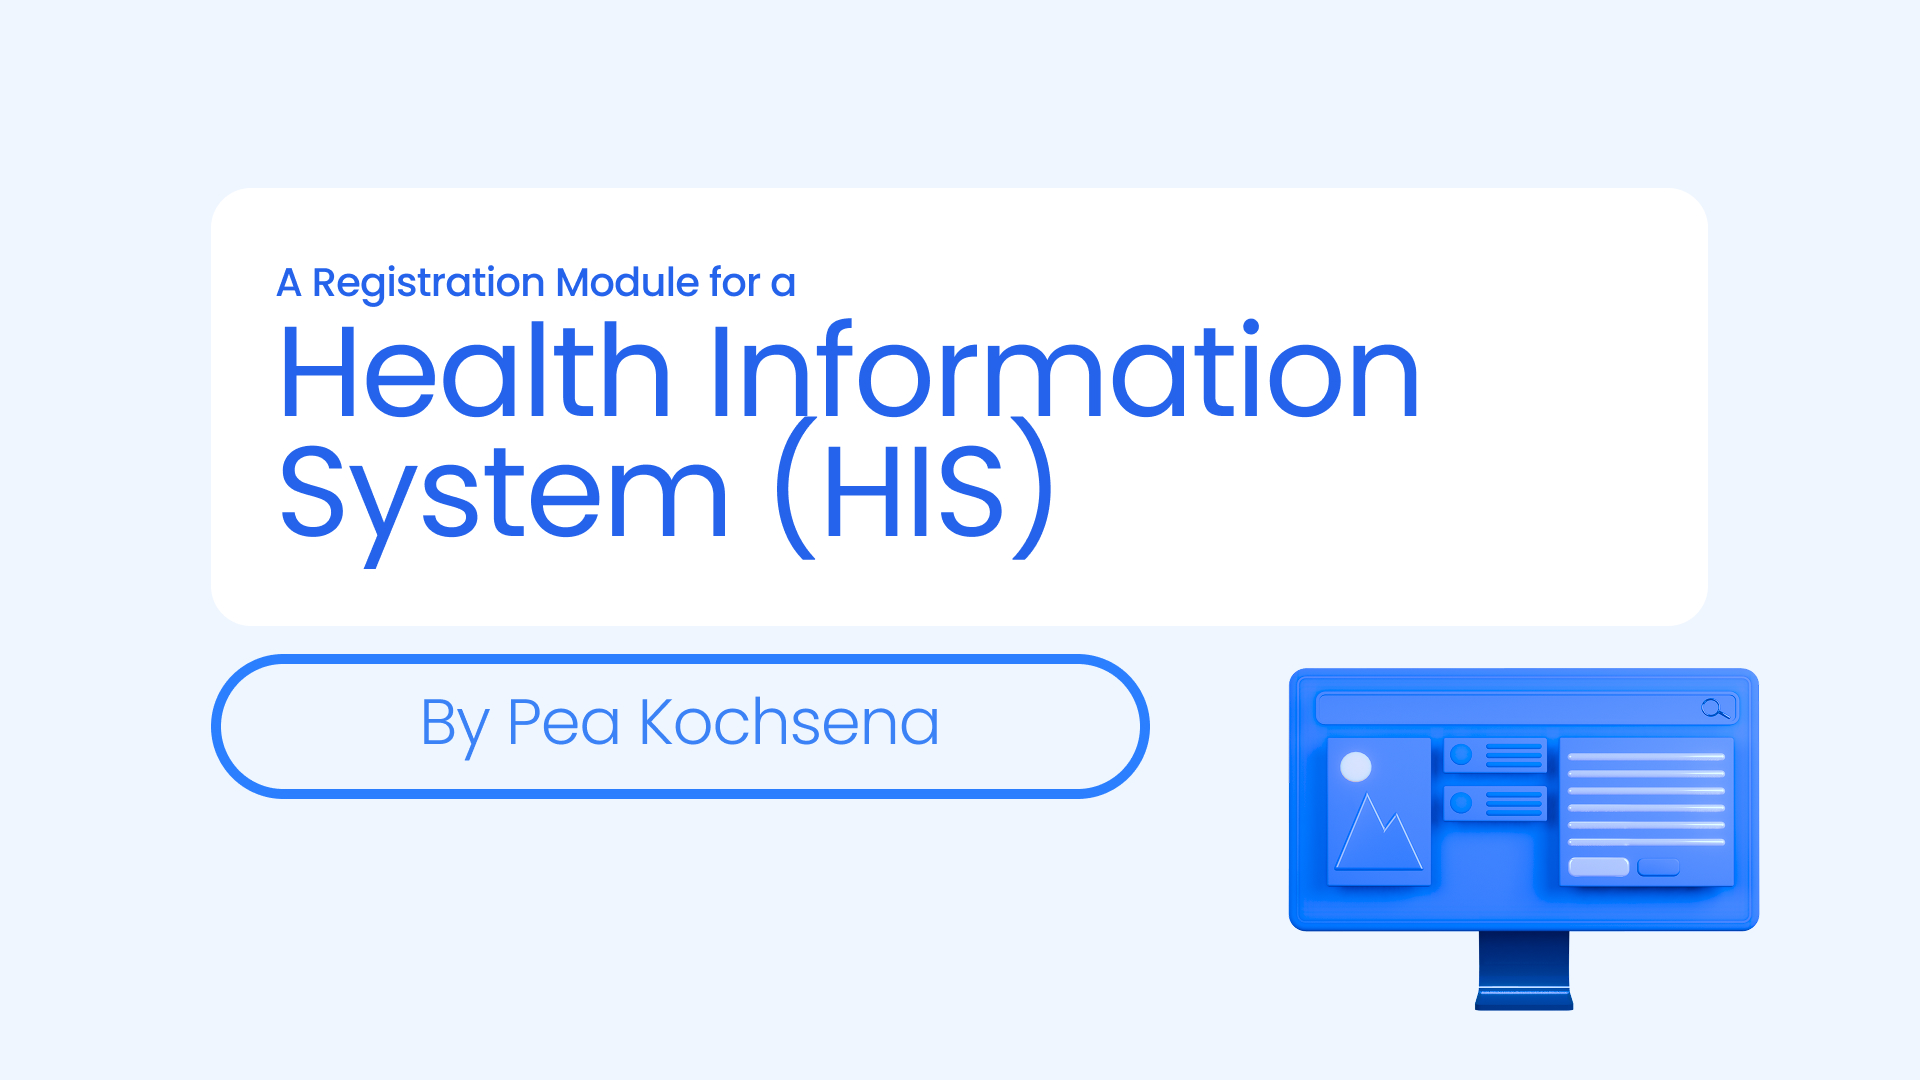 A Registration Module for a
Health Information
System (HIS)
By Pea Kochsena